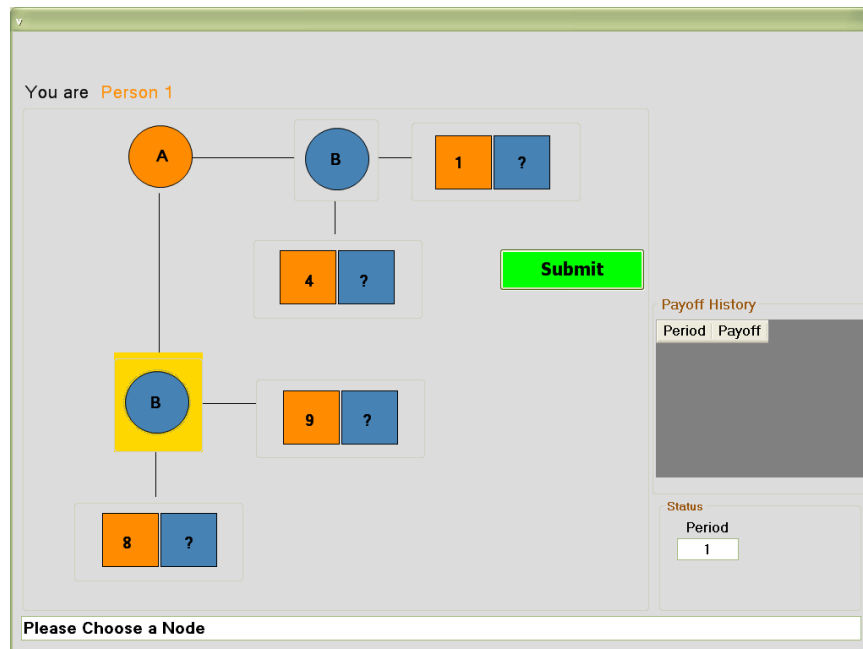 v
You are Person 1
A
B
1 ?
4 ?
Submit
Payoff History
Period Payoff
B
9 ?
8 ?
Status
Period
1
Please Choose a Node